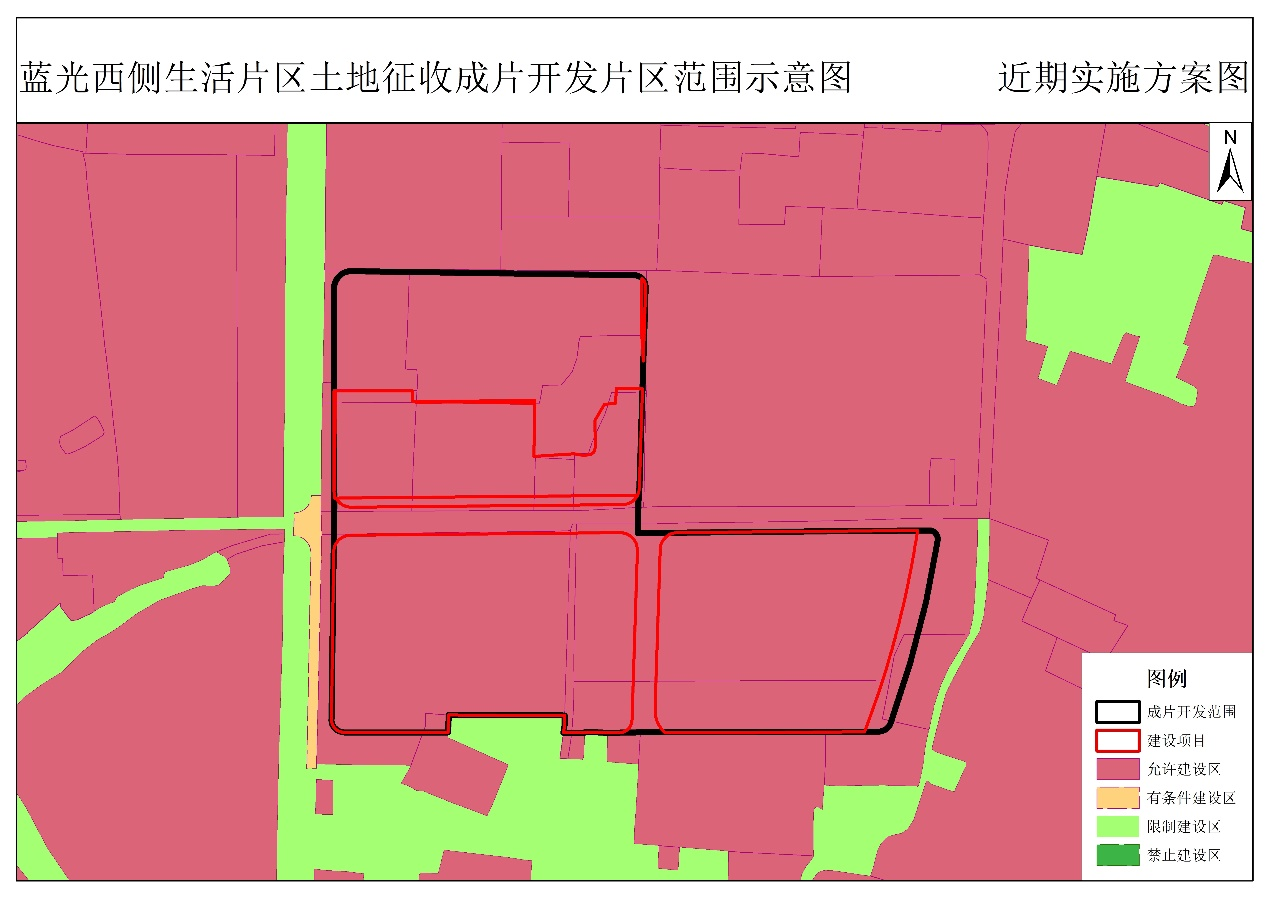 蓝光西侧生活片区土地征收成片开发片区范围示意图 近期实施方案图
N
图例
成片开发范围
建设项目
允许建设区
有条件建设区
限制建设区
禁止建设区